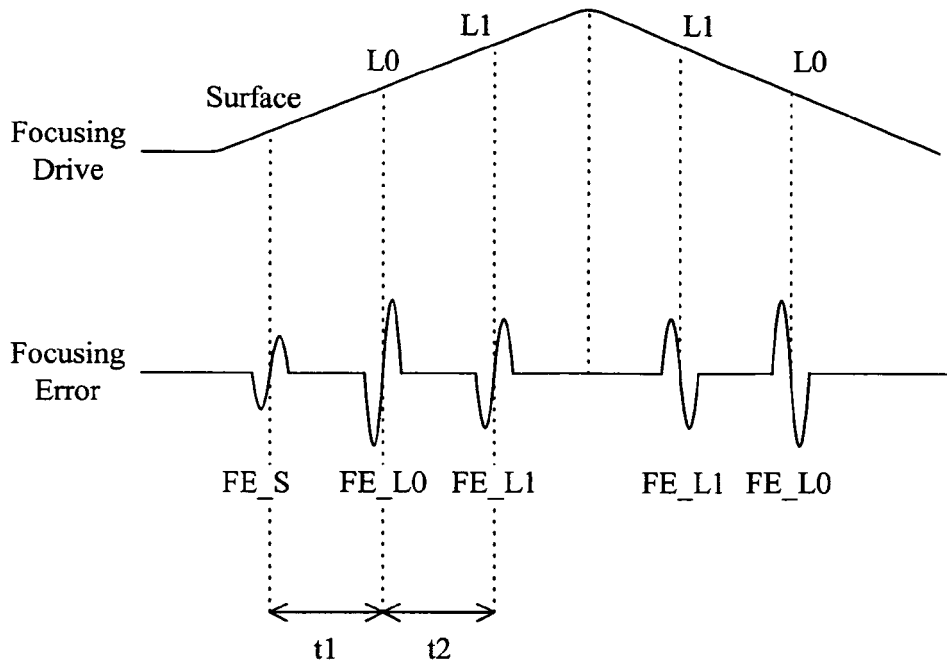 L1
L1
L0
L0
Surface
Focusing
Drive
Focusing
Error
FE_S
FE_L0
FE_L1
FE_L1
FE_L0
t1
t2